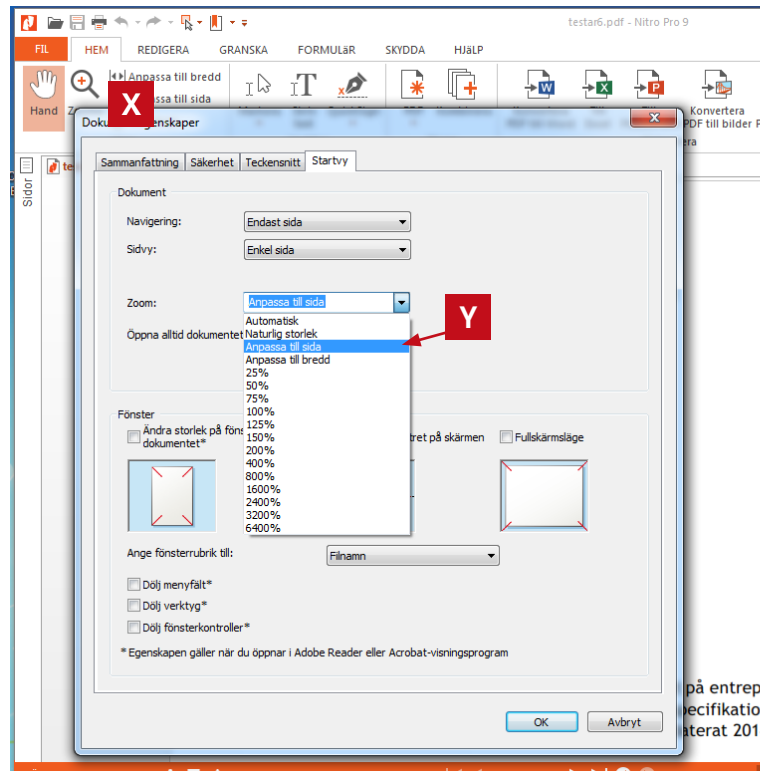 testar6.pdf - Nitro Pro 9
FIL HEM REDIGERA GRANSKA FORMULäR SKYDDA HJäLP
Anpassa till bredd
till sida
Hand
Konvertera
PDF till bilder
X
egenskaper
Sidor
Sammanfattning Säkerhet Teckensnitt Startvy
Dokument
Navigering: Endast sida
Sidvy: Enkel sida
Zoom: Anpassa till sida
Y
Öppna alltid dokumentet
Automatisk
Naturlig storlek
Anpassa till sida
Anpassa till bredd
25%
50%
75%
100%
125%
150%
200%
400%
800%
1600%
2400%
3200%
6400%
Fönster
Ändra storlek på föns
dokumentet*
tret på skärmen
Fullskärmsläge
Ange fönsterrubrik till: Filnamn
Dölj menyfält*
Dölj verktyg*
Dölj fönsterkontroller*
* Egenskapen gäller när du öppnar i Adobe Reader eller Acrobat-visningsprogram
OK Avbryt
på entrep
pecifikatio
aterat 201